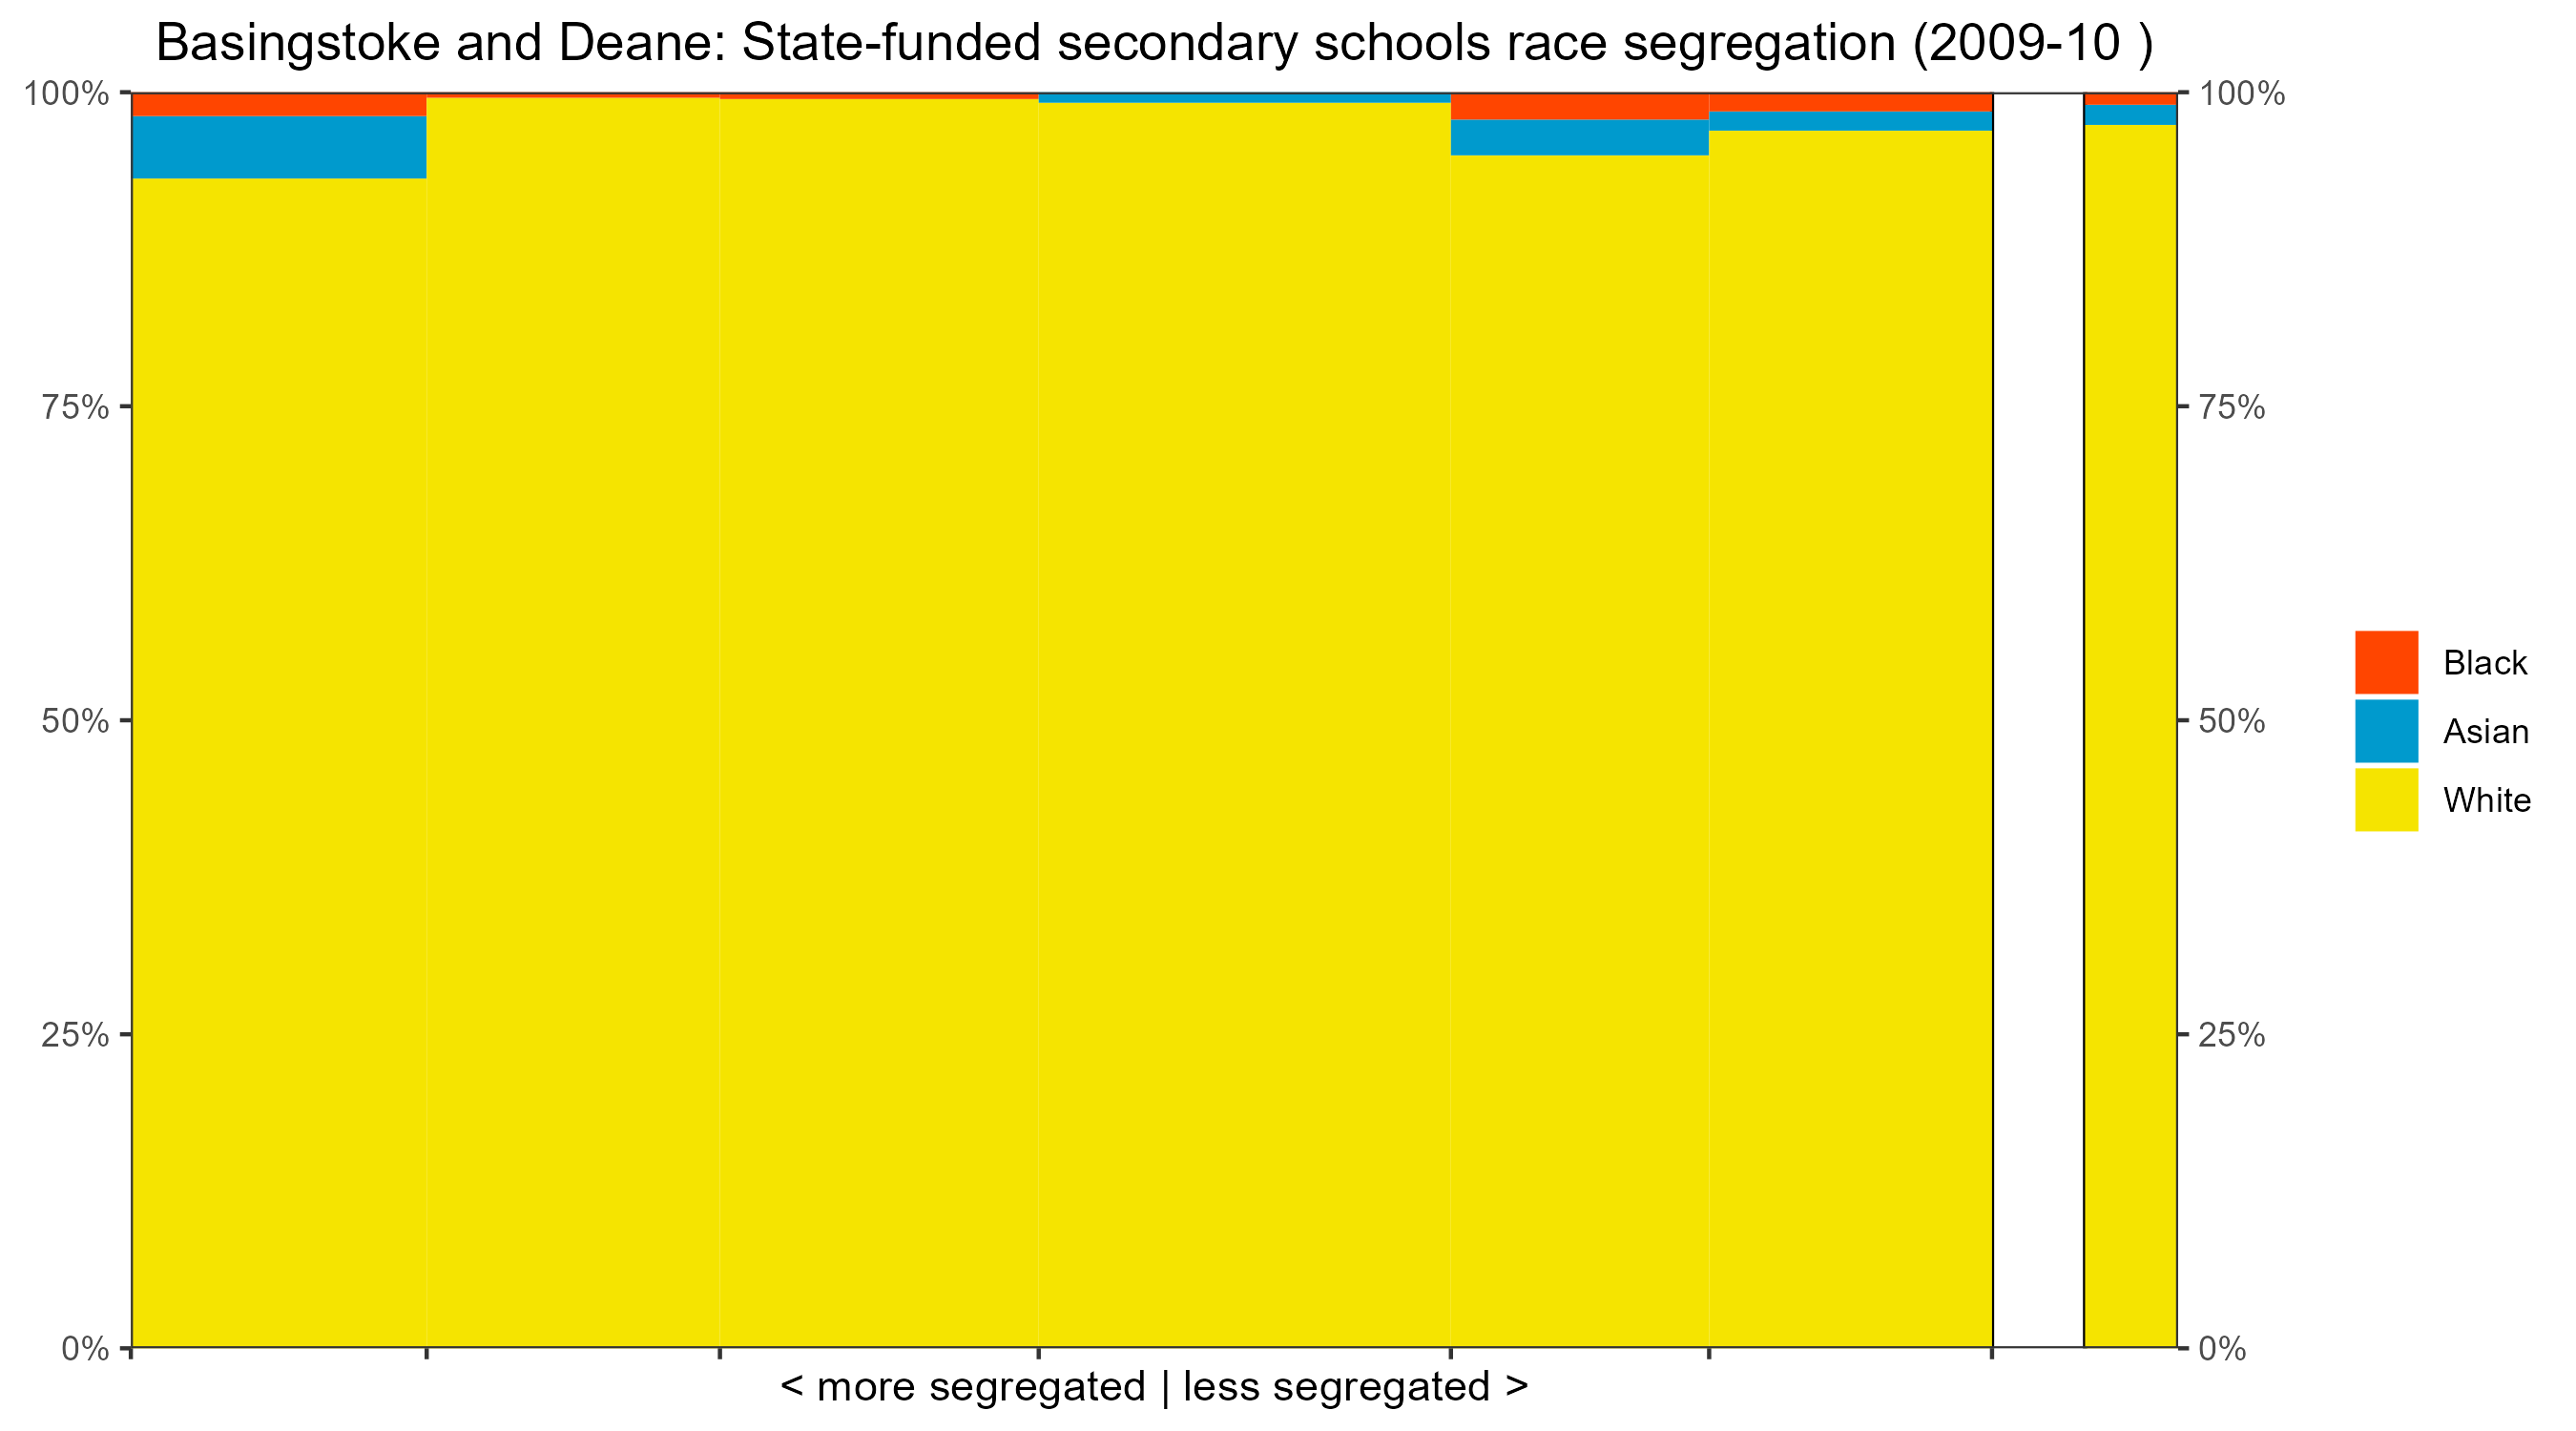 Basingstoke and Deane: State-funded secondary schools race segregation (2009-10 )
100%
75%
50%
25%
0%
100%
75%
50%
25%
0%
Black
Asian
White
< more segregated | less segregated >